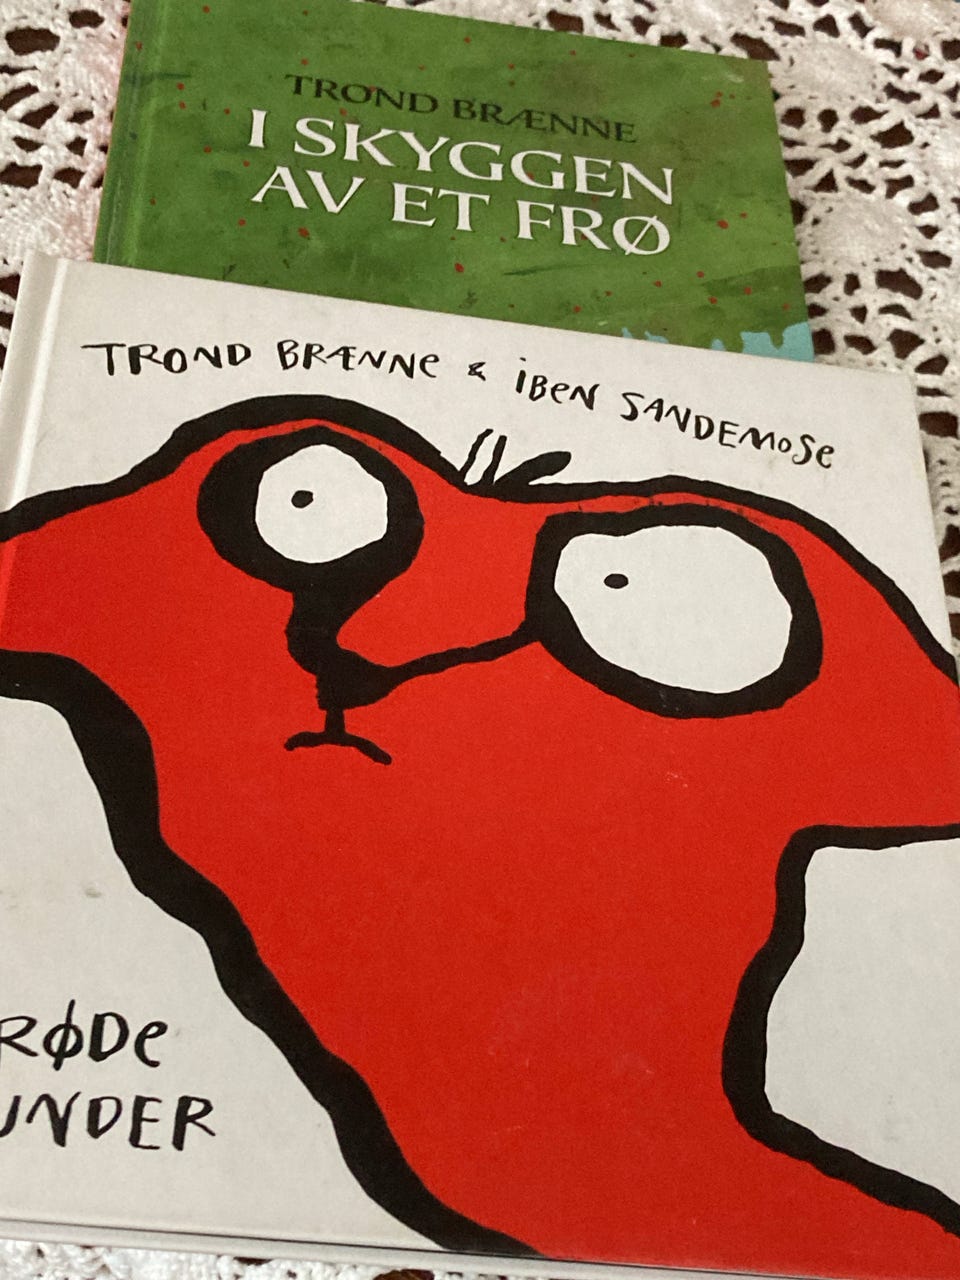 TROND BRÆNNE
I SKYGGEN
AV ET FRØ
TROND BRÆNNE & IBEN SANDEMOSE
RØDE
UNDER